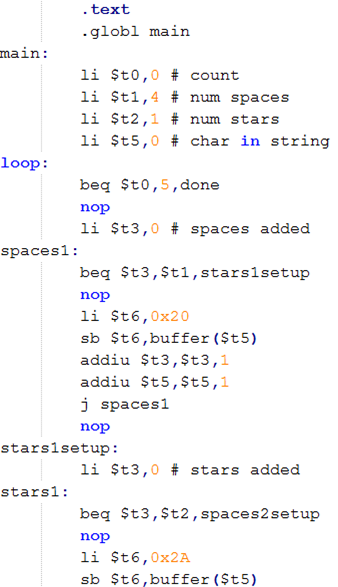 .text
.globl main
main:
li $t0,0 # count
li $t1,4 # num spaces
li $t2,1 # num stars
li $t5,0 # char in string
loop:
beq $t0,5,done
nop
li $t3,0 # spaces added
spaces1:
beq $t3,$t1,stars1setup
nop
li $t6,0x20
sb $t6,buffer($t5)
addiu $t3,$t3,1
addiu $t5,$t5,1
j spaces1
nop
stars1setup:
li $t3,0 # stars added
stars1:
beq $t3,$t2,spaces2setup
nop
li $t6,0x2A
sb $t6,buffer($t5)